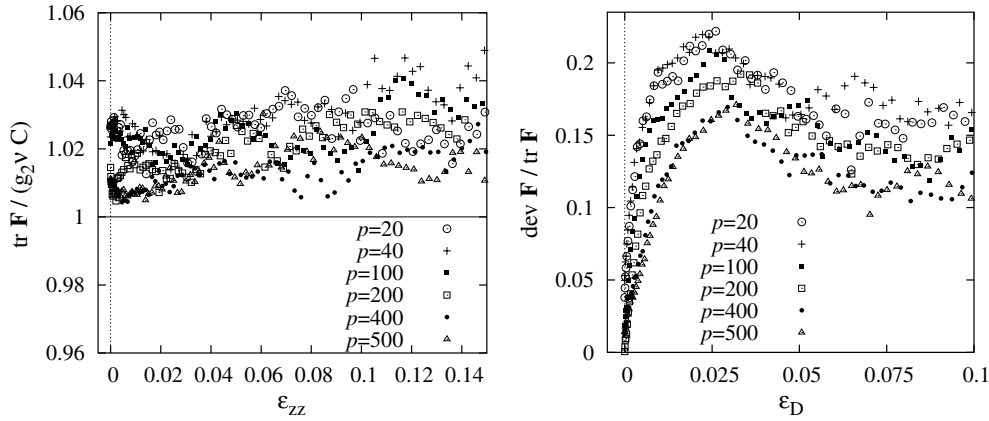 tr F / (g₂ν C)
1.06
1.04
1.02
1
0.98
0.96
p=20
p=40
p=100
p=200
p=400
p=500
0 0.02 0.04 0.06 0.08 0.1 0.12 0.14
ε_zz
dev F / tr F
0.2
0.15
0.1
0.05
0
p=20
p=40
p=100
p=200
p=400
p=500
0 0.025 0.05 0.075 0.1
ε_D